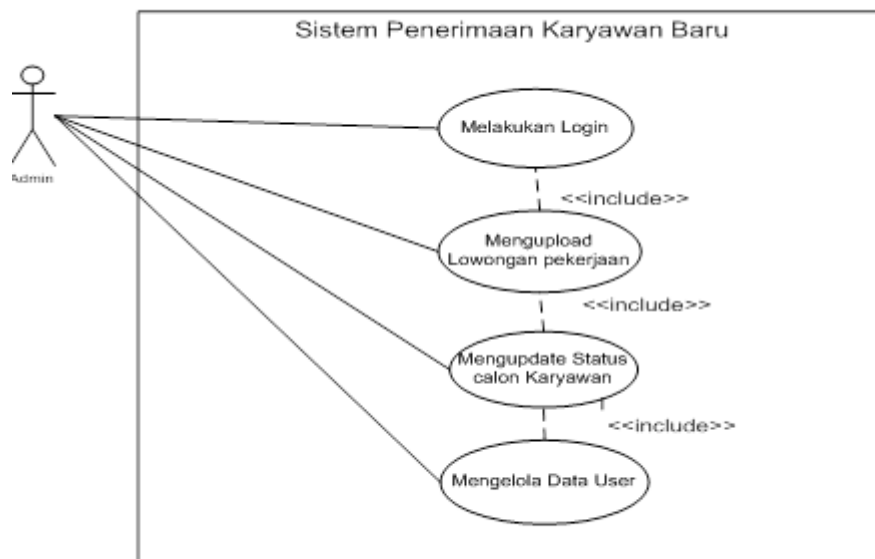 Sistem Penerimaan Karyawan Baru
Melakukan Login
Admin
<<include>>
Mengupload
Lowongan pekerjaan
<<include>>
Mengupdate Status
calon Karyawan
<<include>>
Mengelola Data User